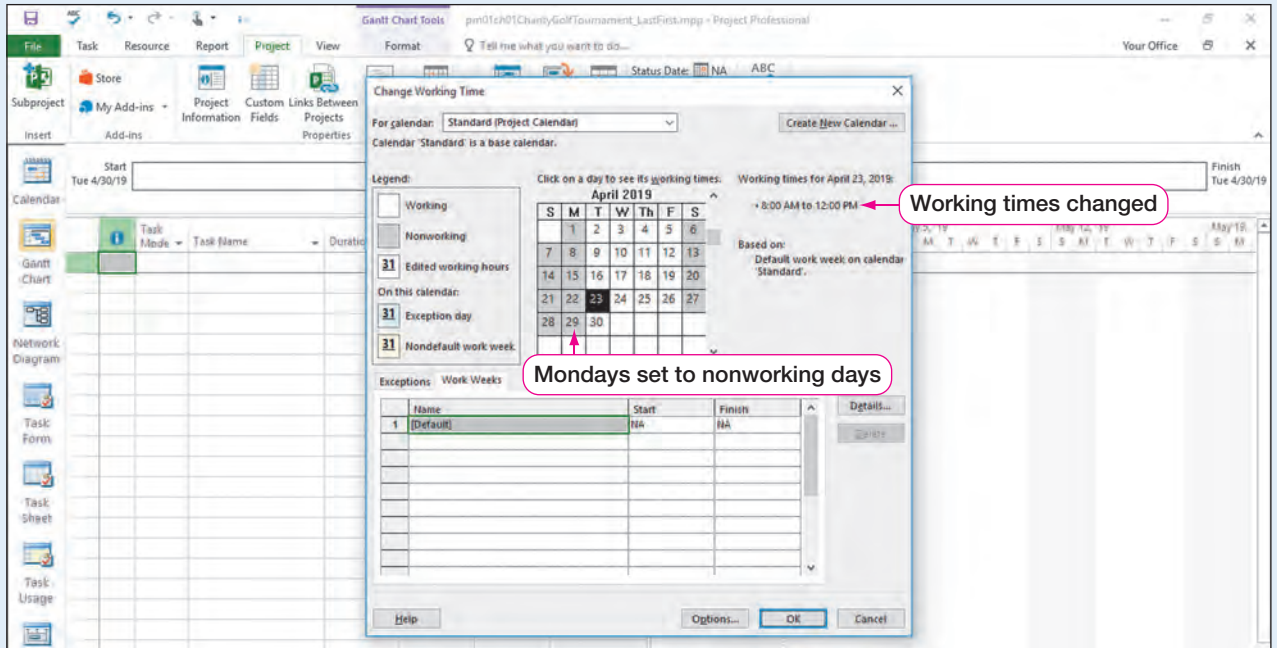 Gantt Chart Tools
pm01ch01CharityGolfTournament_LastFirst.mpp - Project Professional
File Task Resource Report Project View Format Tell me what you want to do... Your Office
Subproject
Store
My Add-ins
Project Information
Custom Fields
Links Between Projects
Status Date: NA
ABC
Insert Add-ins Properties
Start
Tue 4/30/19
Finish
Tue 4/30/19
Calendar
Gantt Chart
Network Diagram
Task Form
Task Sheet
Task Usage
Task Mode
Task Name
May 12, '19
May 19,
M T W T F S S M T W T F S S M
Change Working Time
For calendar: Standard (Project Calendar)
Create New Calendar ...
Calendar 'Standard' is a base calendar.
Legend:
Working
Nonworking
31 Edited working hours
On this calendar:
31 Exception day
31 Nondefault work week
Click on a day to see its working times:
April 2019
S M T W Th F S
1 2 3 4 5 6
7 8 9 10 11 12 13
14 15 16 17 18 19 20
21 22 23 24 25 26 27
28 29 30
Working times for April 23, 2019:
• 8:00 AM to 12:00 PM
Working times changed
Based on:
Default work week on calendar
'Standard'.
Mondays set to nonworking days
Exceptions Work Weeks
Name Start Finish
1 [Default] NA NA
Details...
Delete
Help Options... OK Cancel